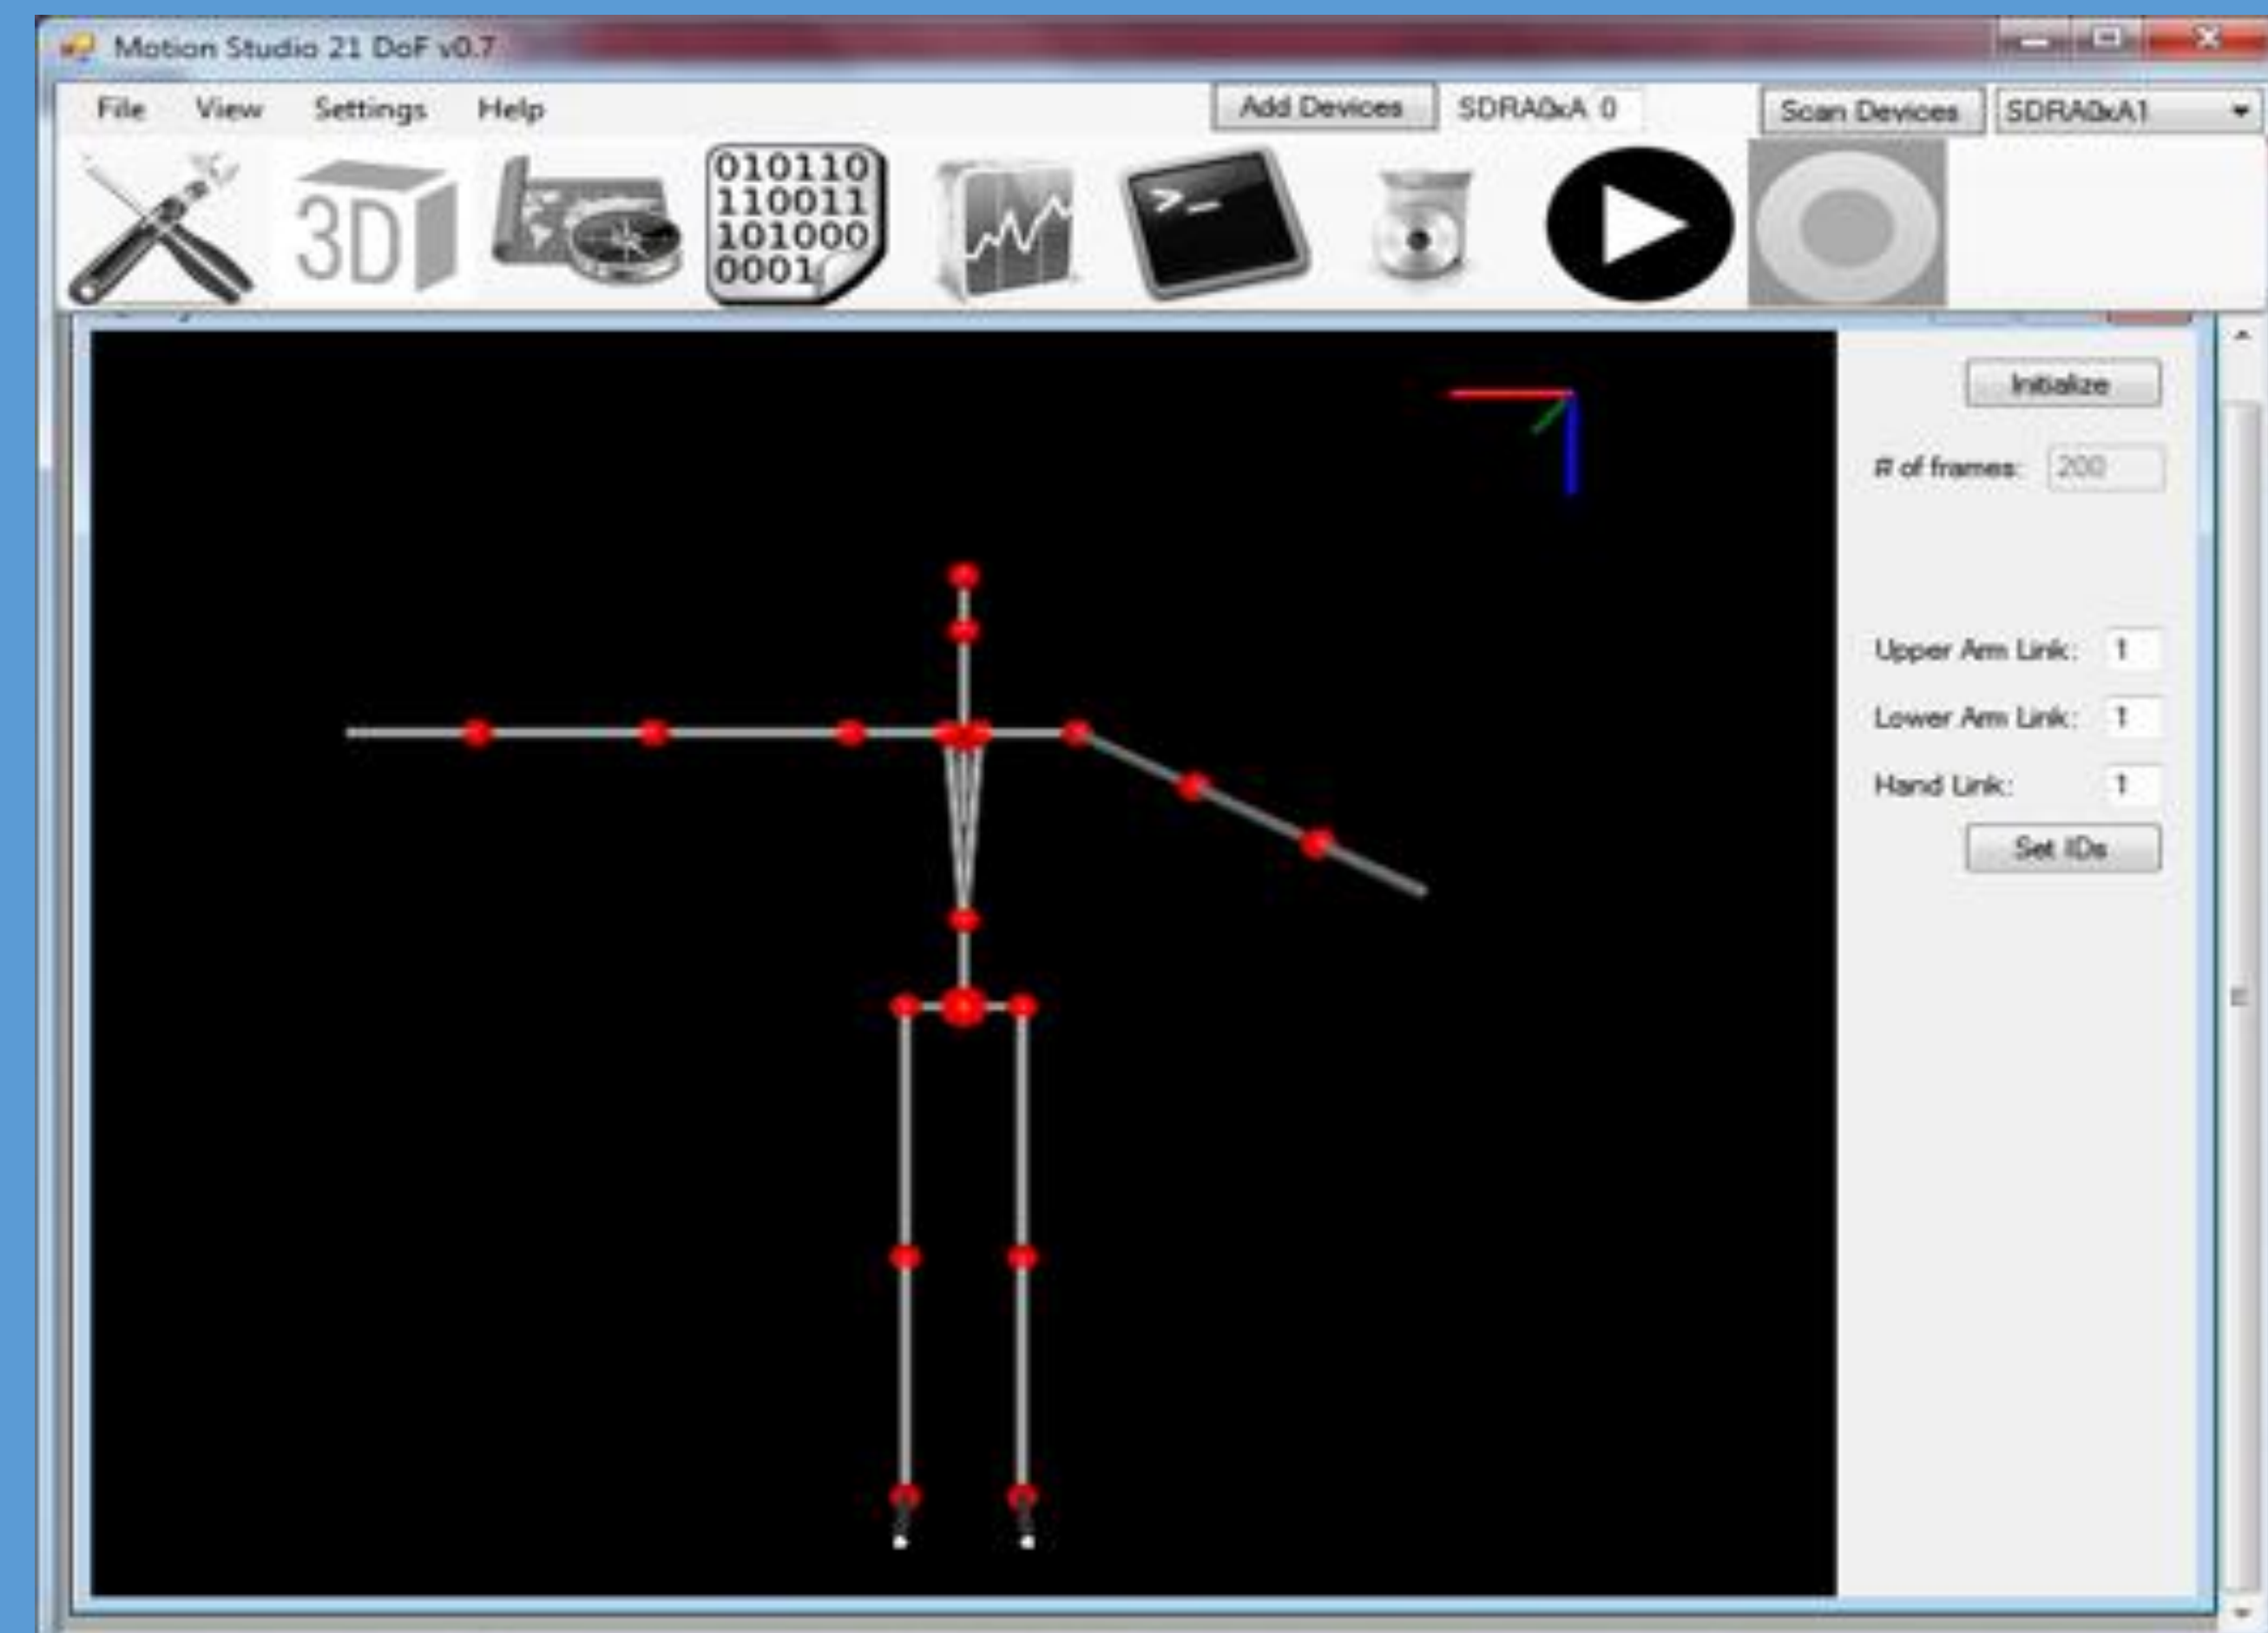 Motion Studio 21 DoF v0.7
File View Settings Help Add Devices SDRA0xA 0 Scan Devices SDRA0xA1
3D
010110
110011
101000
0001
>_
Initialize
# of frames: 200
Upper Arm Link: 1
Lower Arm Link: 1
Hand Link: 1
Set IDs